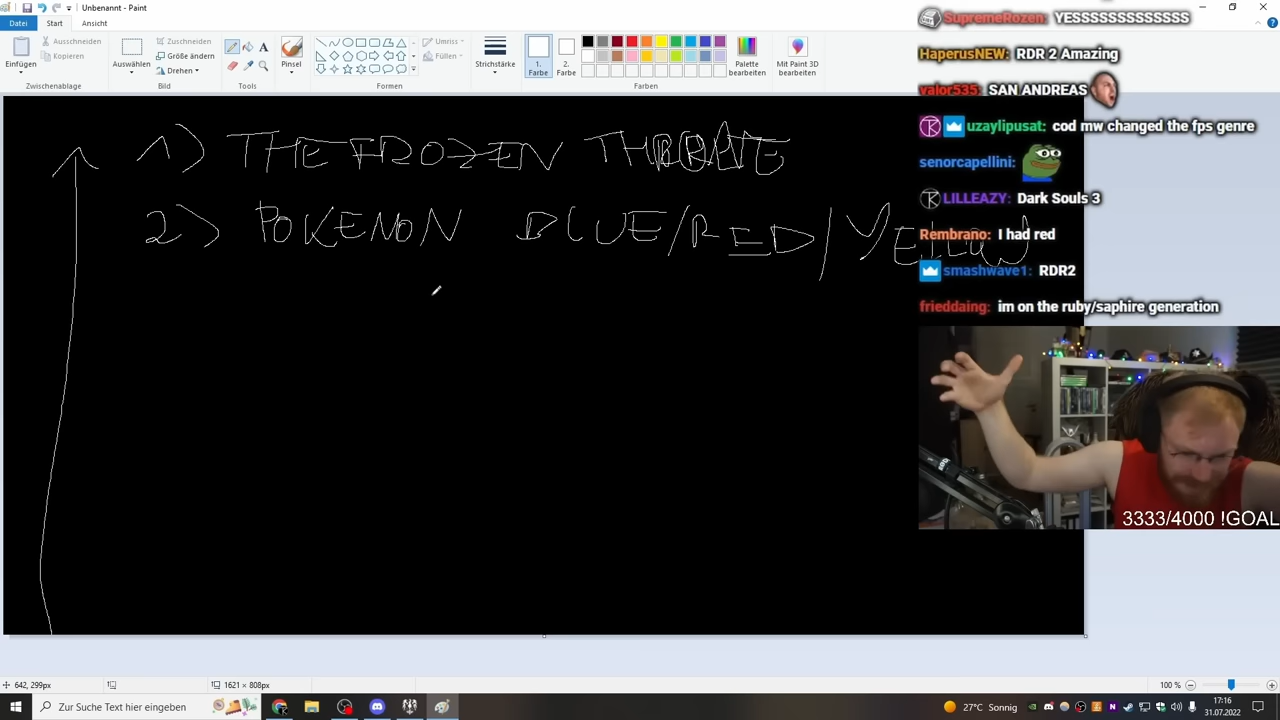 Unbenannt - Paint
Datei Start Ansicht
Einfügen Ausschneiden Kopieren Auswählen Zuschneiden Größe ändern Drehen Pinsel Umriss Füllen Strichstärke 1. Farbe 2. Farbe Palette bearbeiten Mit Paint 3D bearbeiten
Zwischenablage Bild Tools Formen Farben
SupremeRozen: YESSSSSSSSSSSS
HaperusNEW: RDR 2 Amazing
valor535: SAN ANDREAS
uzaylipusat: cod mw changed the fps genre
senorcapellini:
LILLEAZY: Dark Souls 3
Rembrano: I had red
smashwave1: RDR2
frieddaing: im on the ruby/saphire generation
1) THE FROZEN
2) POKEMON BLUE/RED/YELLOW
3333/4000 !GOAL
642, 299px 1621 × 808px 100 %
Zur Suche Text hier eingeben 27°C Sonnig 17:16
31.07.2022